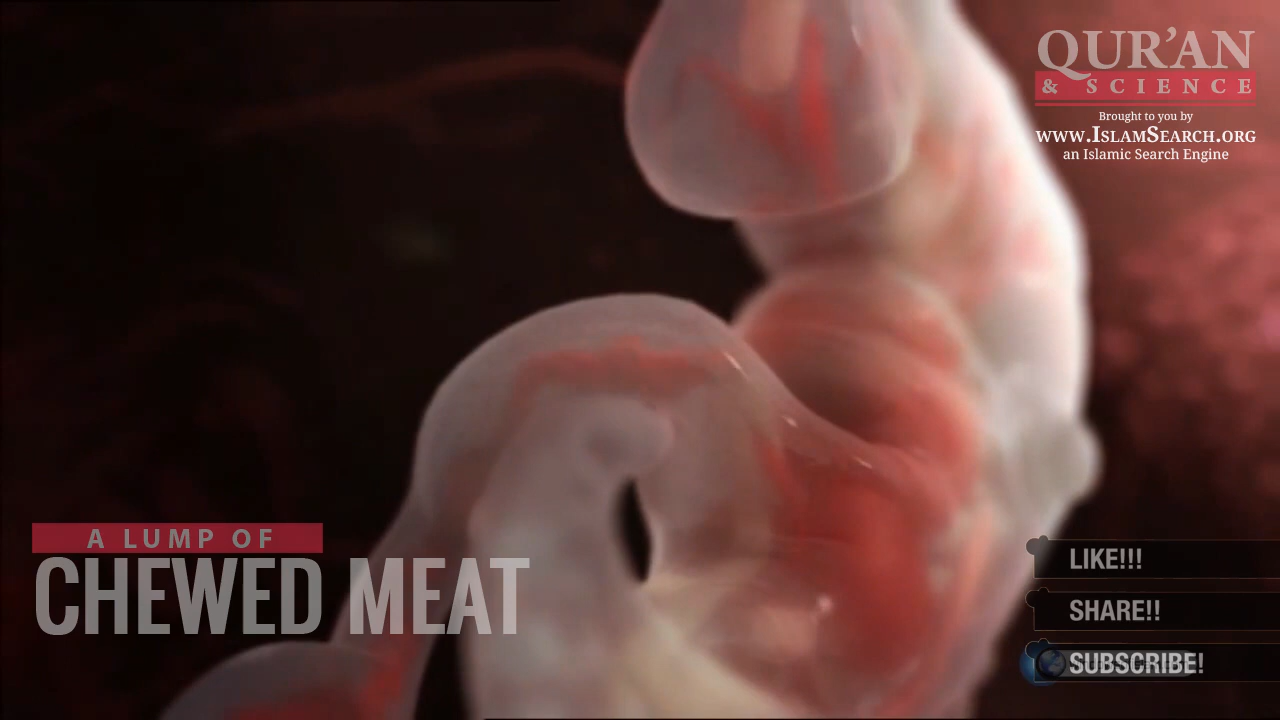 QUR'AN
& SCIENCE
Brought to you by
www.IslamSearch.org
an Islamic Search Engine
A LUMP OF
CHEWED MEAT
LIKE!!!
SHARE!!
SUBSCRIBE!